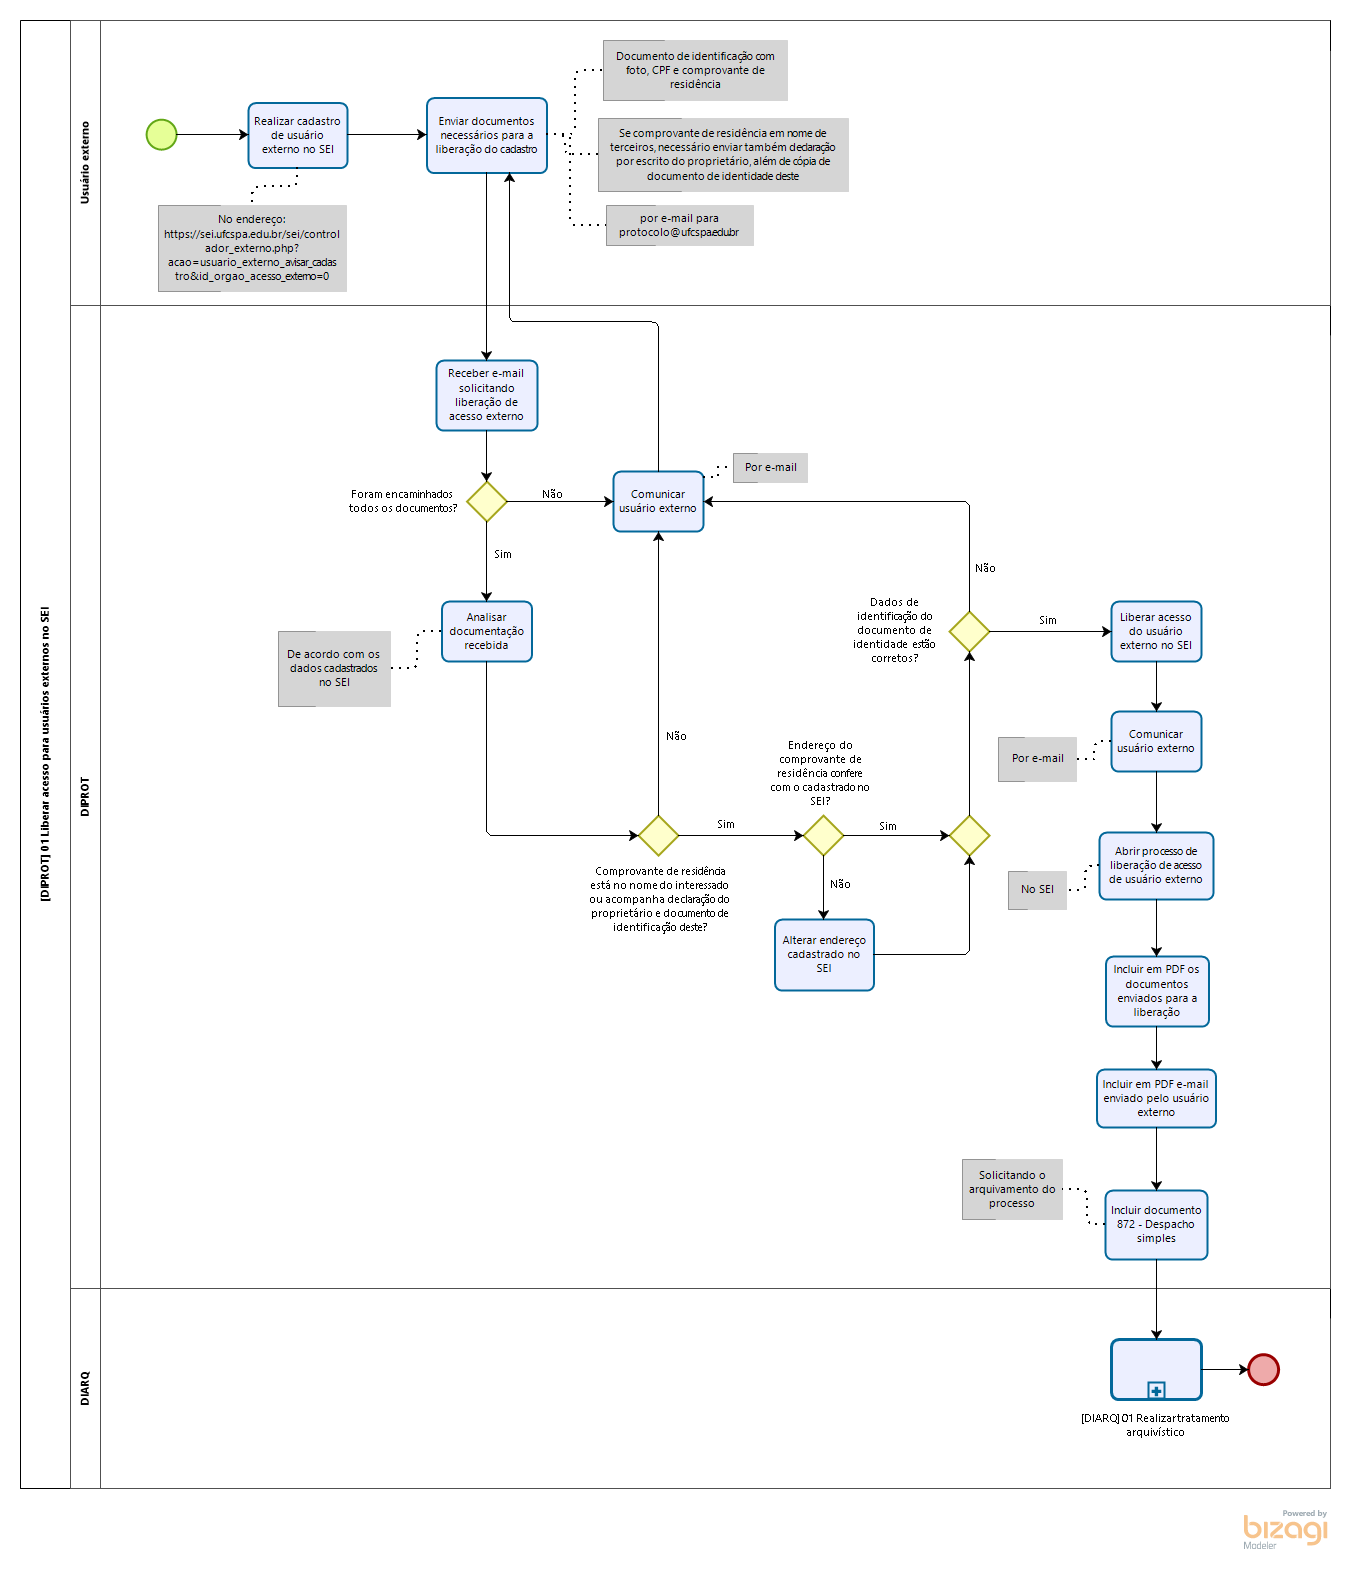 [DIPROT] 01 Liberar acesso para usuários externos no SEI
Usuário externo
Realizar cadastro
de usuário
externo no SEI
No endereço:
https://sei.ufcspa.edu.br/sei/control
ador_externo.php?
acao=usuario_externo_avisar_cadas
tro&id_orgao_acesso_externo=0
Enviar documentos
necessários para a
liberação do cadastro
Documento de identificação com
foto, CPF e comprovante de
residência
Se comprovante de residência em nome de
terceiros, necessário enviar também declaração
por escrito do proprietário, além de cópia de
documento de identidade deste
por e-mail para
protocolo@ufcspa.edu.br
DIPROT
Receber e-mail
solicitando
liberação de
acesso externo
Foram encaminhados
todos os documentos?
Não
Sim
Comunicar
usuário externo
Por e-mail
Analisar
documentação
recebida
De acordo com os
dados cadastrados
no SEI
Comprovante de residência
está no nome do interessado
ou acompanha declaração do
proprietário e documento de
identificação deste?
Não
Sim
Endereço do
comprovante de
residência confere
com o cadastrado no
SEI?
Sim
Não
Alterar endereço
cadastrado no
SEI
Dados de
identificação do
documento de
identidade estão
corretos?
Não
Sim
Liberar acesso
do usuário
externo no SEI
Comunicar
usuário externo
Por e-mail
Abrir processo de
liberação de acesso
de usuário externo
No SEI
Incluir em PDF os
documentos
enviados para a
liberação
Incluir em PDF e-mail
enviado pelo usuário
externo
Incluir documento
872 - Despacho
simples
Solicitando o
arquivamento do
processo
DIARQ
[DIARQ] 01 Realizar tratamento
arquivístico
Powered by
bizagi
Modeler